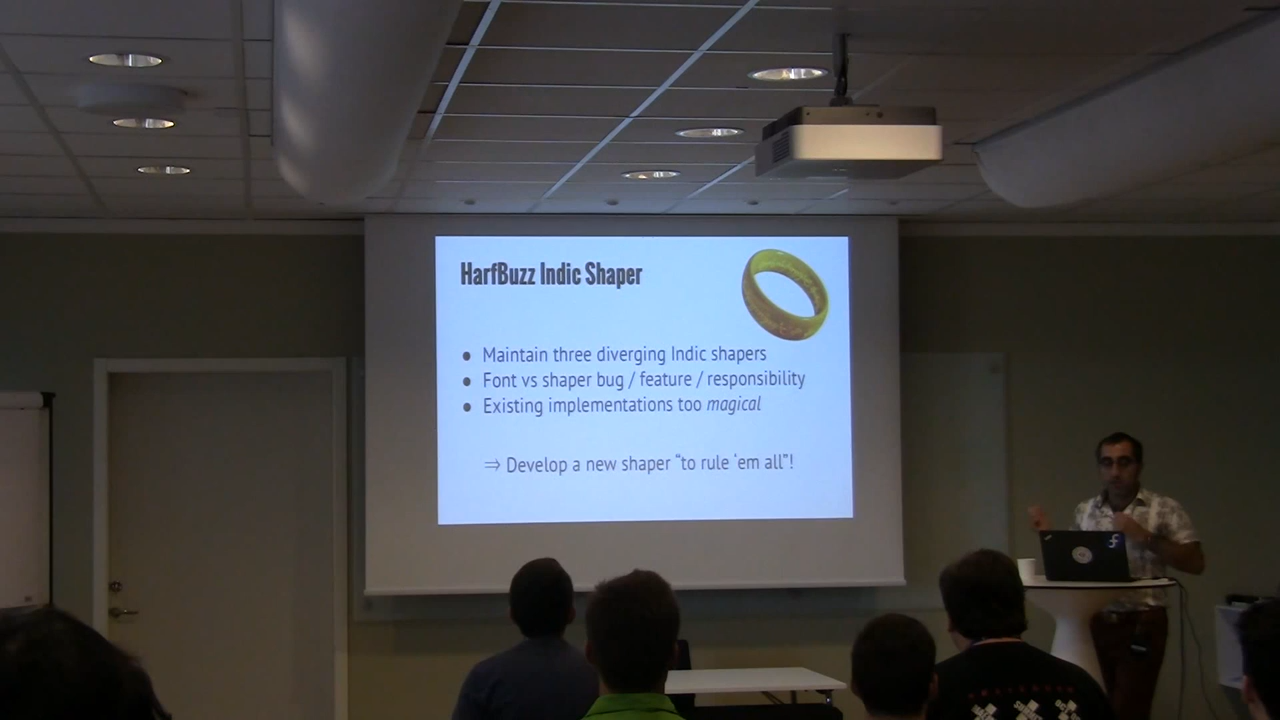 HarfBuzz Indic Shaper
● Maintain three diverging Indic shapers
● Font vs shaper bug / feature / responsibility
● Existing implementations too magical
⇒ Develop a new shaper “to rule ‘em all”!